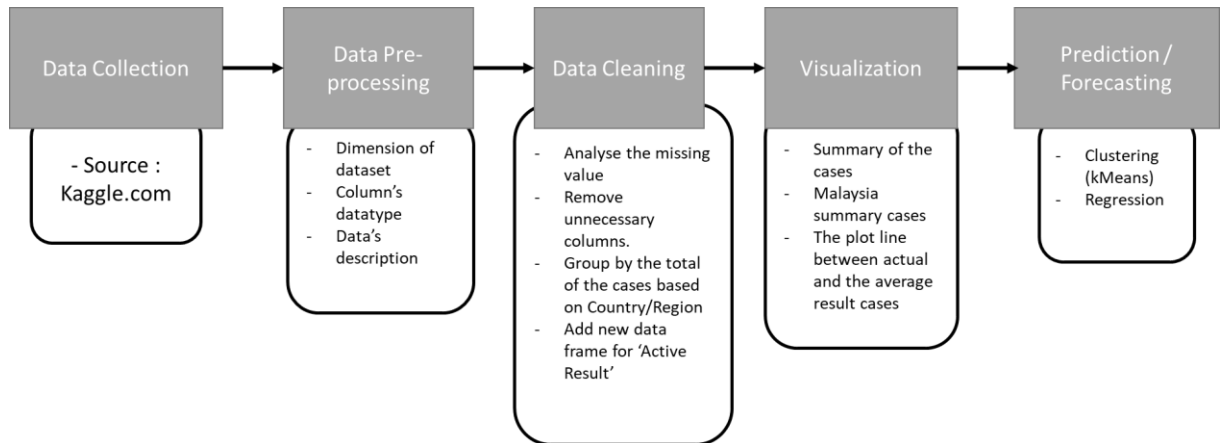 Data Collection
- Source :
Kaggle.com
Data Pre-
processing
- Dimension of
dataset
- Column’s
datatype
- Data’s
description
Data Cleaning
- Analyse the missing
value
- Remove
unnecessary
columns.
- Group by the total
of the cases based
on Country/Region
- Add new data
frame for ‘Active
Result’
Visualization
- Summary of the
cases
- Malaysia
summary cases
- The plot line
between actual
and the average
result cases
Prediction /
Forecasting
- Clustering
(kMeans)
- Regression